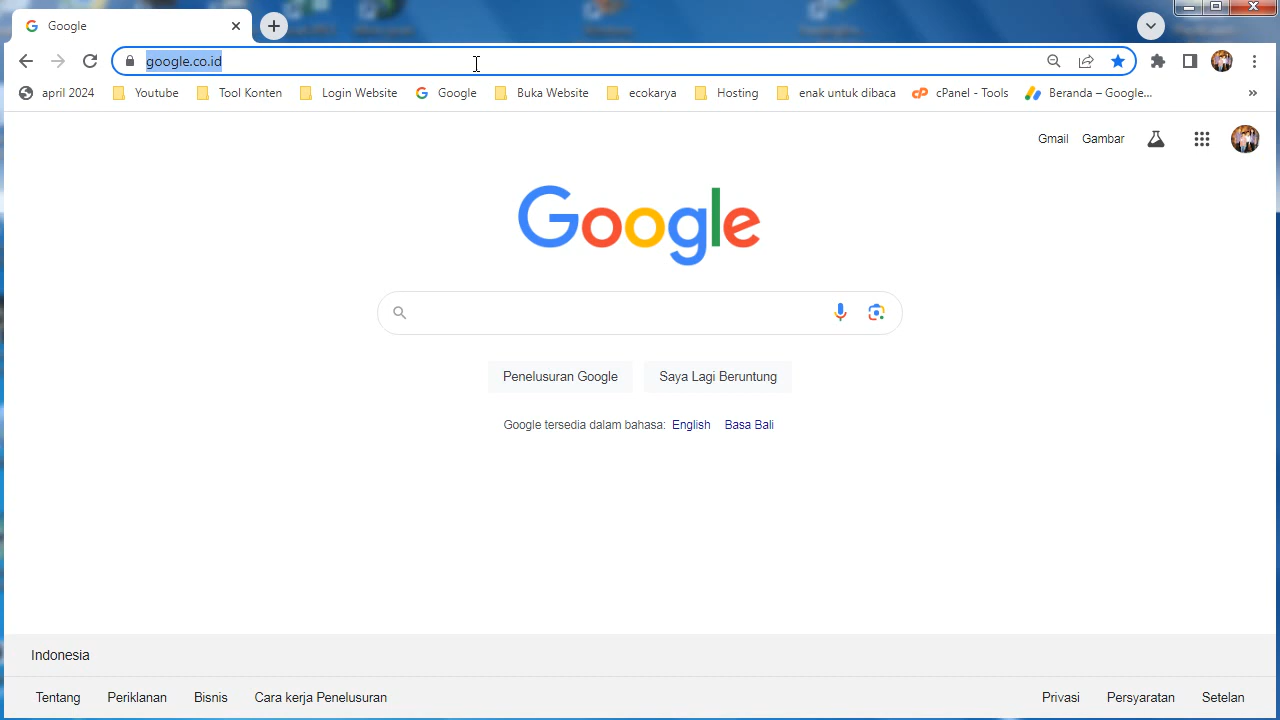 Google
google.co.id
april 2024 Youtube Tool Konten Login Website Google Buka Website ecokarya Hosting enak untuk dibaca cPanel - Tools Beranda – Google... »
Gmail Gambar
Google
Penelusuran Google Saya Lagi Beruntung
Google tersedia dalam bahasa: English Basa Bali
Indonesia
Tentang Periklanan Bisnis Cara kerja Penelusuran Privasi Persyaratan Setelan